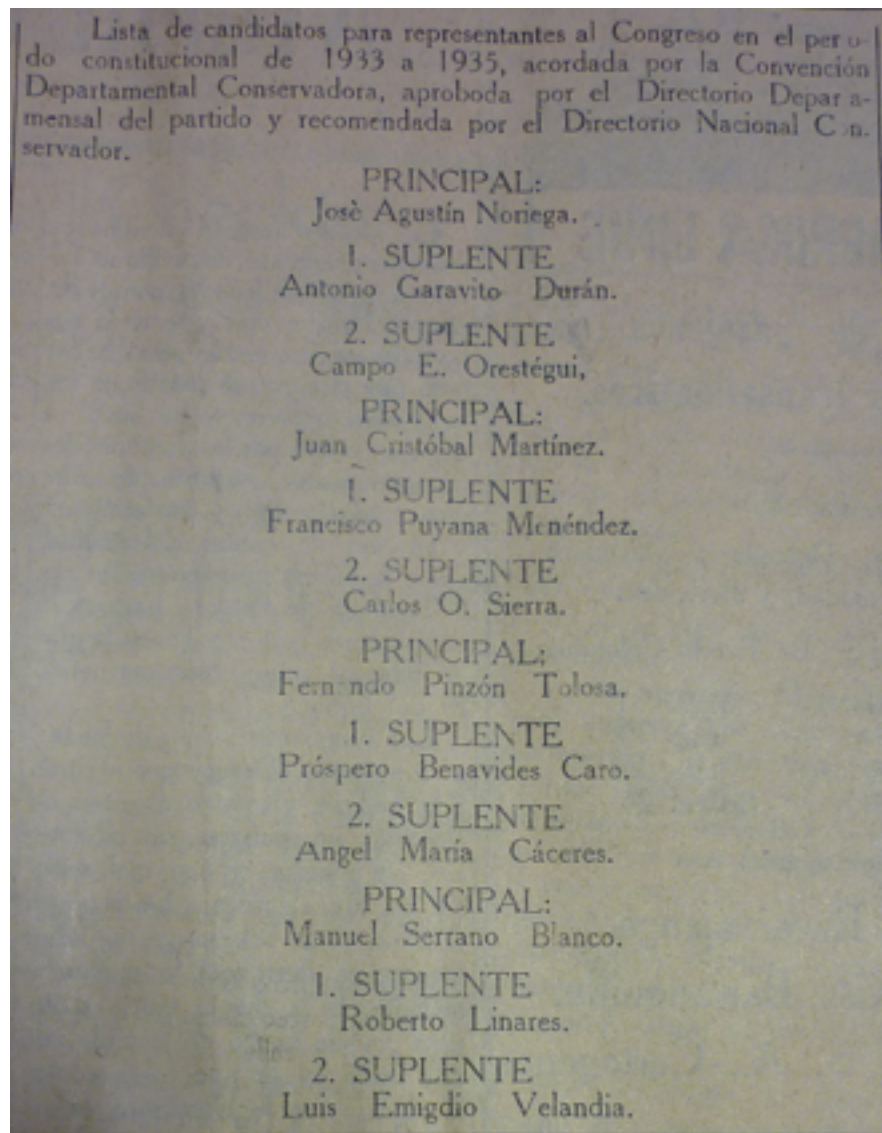 Lista de candidatos para representantes al Congreso en el perio-
do constitucional de 1933 a 1935, acordada por la Convención
Departamental Conservadora, aproboda por el Directorio Depar a-
mensal del partido y recomendada por el Directorio Nacional Con.
servador.
PRINCIPAL:
Josè Agustín Noriega.
1. SUPLENTE
Antonio Garavito Durán.
2. SUPLENTE
Campo E. Orestégui,
PRINCIPAL:
Juan Cristóbal Martínez.
1. SUPLENTE
Francisco Puyana Menéndez.
2. SUPLENTE
Carlos O. Sierra.
PRINCIPAL:
Fernando Pinzón Tolosa.
1. SUPLENTE
Próspero Benavides Caro.
2. SUPLENTE
Angel María Cáceres.
PRINCIPAL:
Manuel Serrano Blanco.
1. SUPLENTE
Roberto Linares.
2. SUPLENTE
Luis Emigdio Velandia.